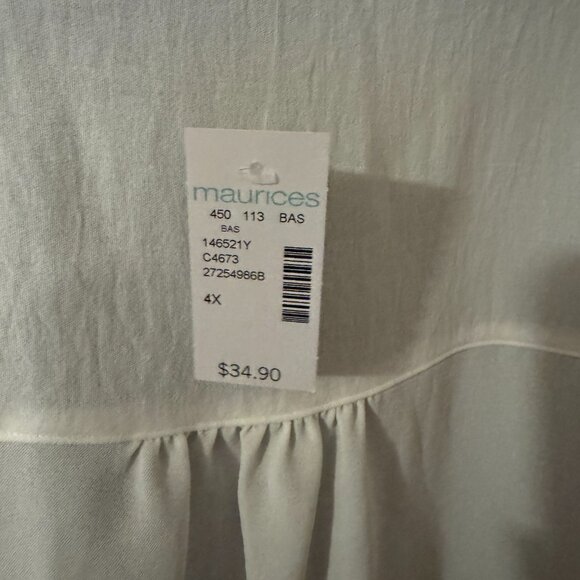 maurices
450 113 BAS
BAS
146521Y
C4673
27254986B
4X
$34.90